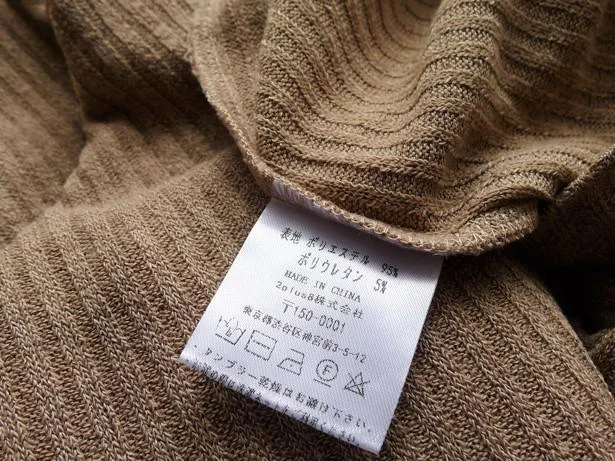 表地 ポリエステル 95%
ポリウレタン 5%
MADE IN CHINA
2plus8株式会社
〒150-0001
東京都渋谷区神宮前3-5-12
タンブラー乾燥はお避け下さい。